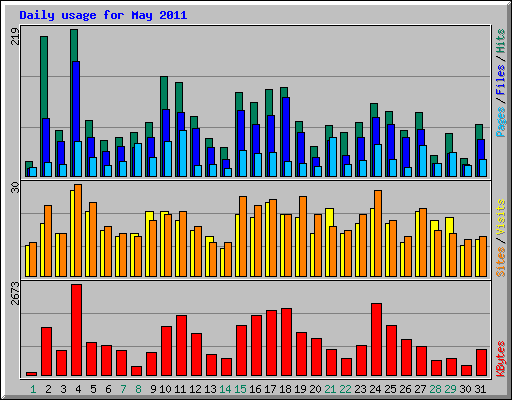 Daily usage for May 2011
219
Pages / Files / Hits
30
Sites / Visits
2673
KBytes
1 2 3 4 5 6 7 8 9 10 11 12 13 14 15 16 17 18 19 20 21 22 23 24 25 26 27 28 29 30 31